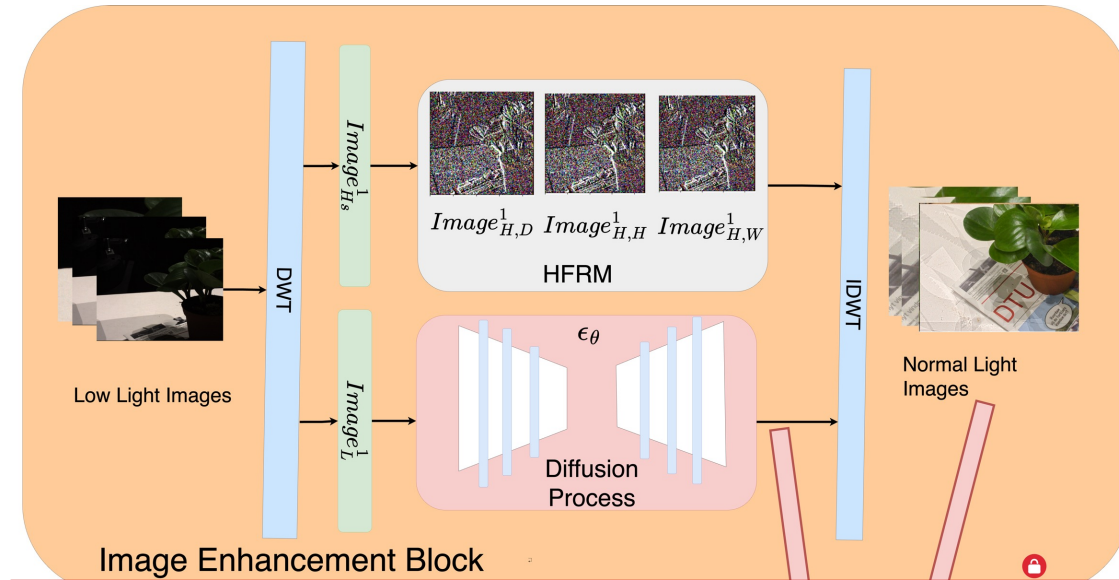 Image^1_{Hs}
Image^1_{H,D} Image^1_{H,H} Image^1_{H,W}
HFRM
DWT
IDWT
DTU
ϵ_θ
Low Light Images
Image^1_L
Normal Light
Images
Diffusion
Process
Image Enhancement Block